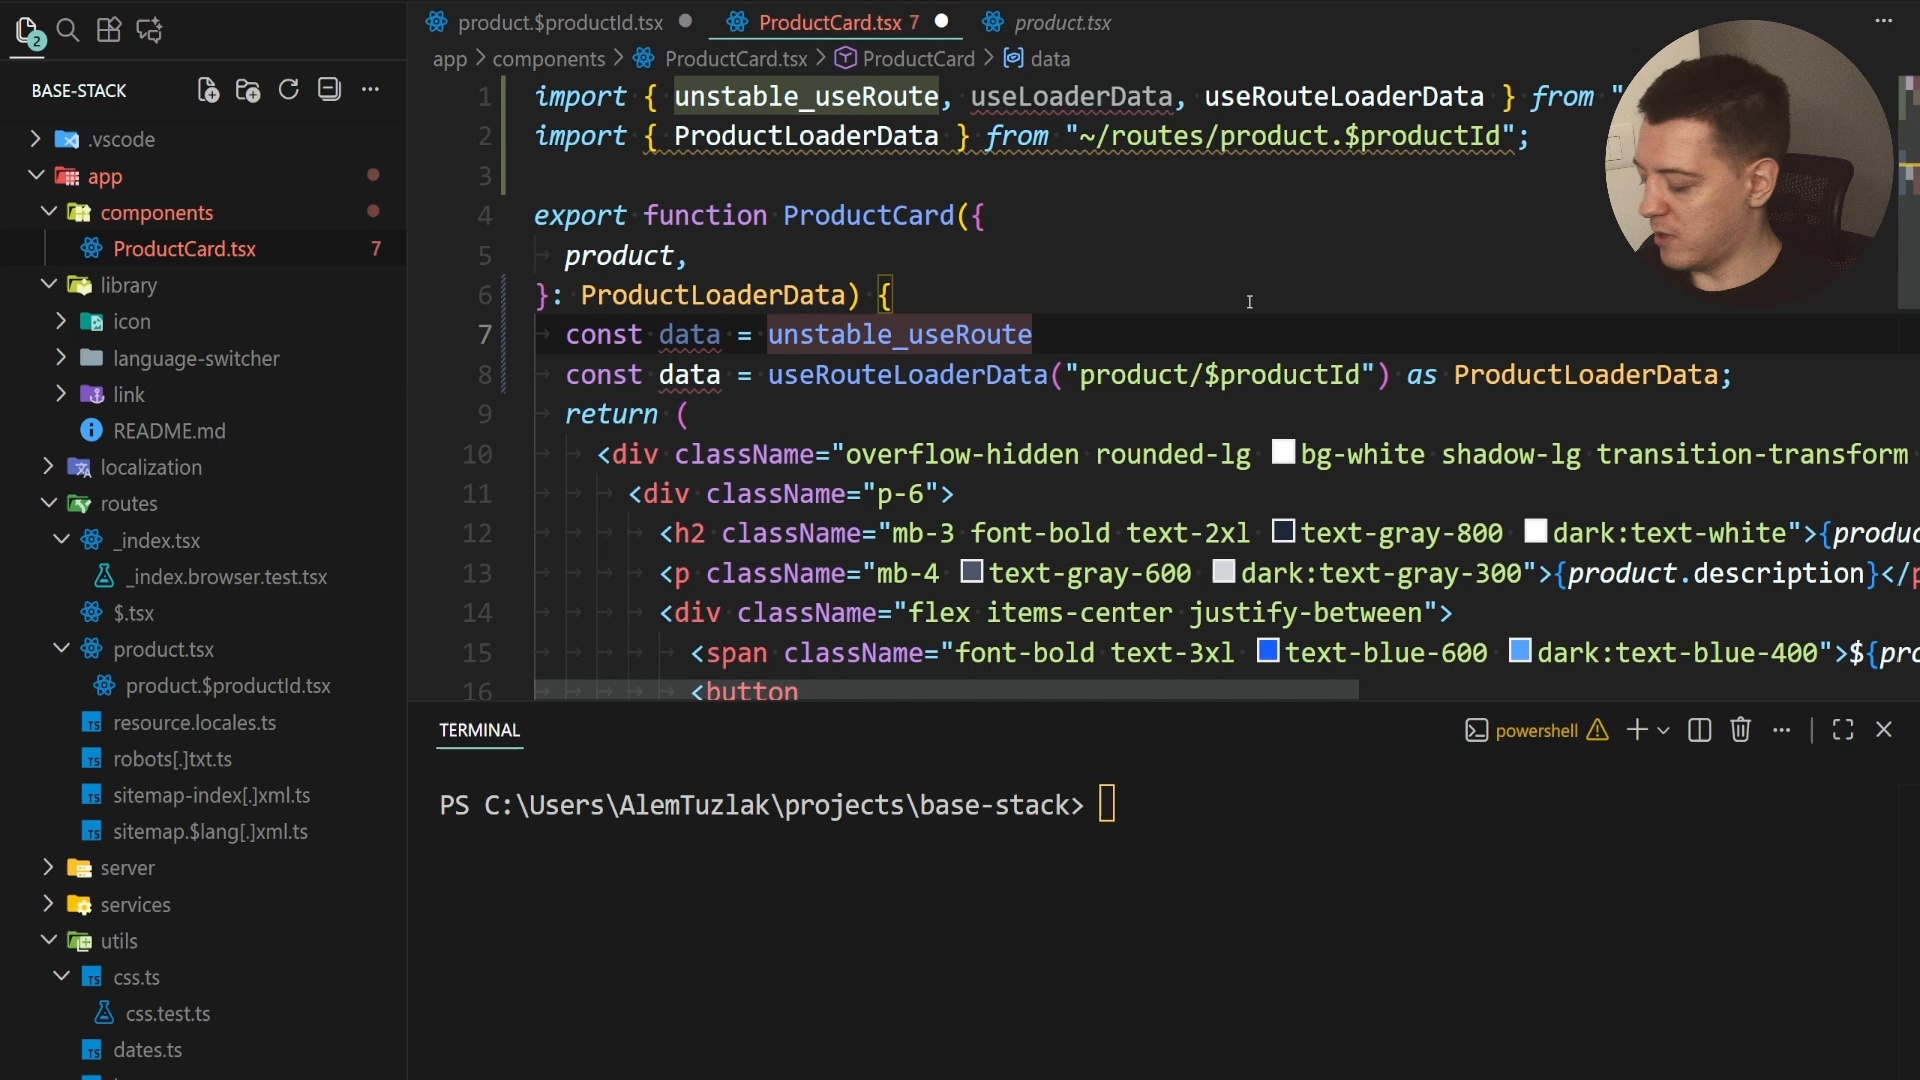 2
product.$productId.tsx
ProductCard.tsx 7
product.tsx
app > components > ProductCard.tsx > ProductCard > data
BASE-STACK
.vscode
app
components
ProductCard.tsx 7
library
icon
language-switcher
link
README.md
localization
routes
_index.tsx
_index.browser.test.tsx
$.tsx
product.tsx
product.$productId.tsx
resource.locales.ts
robots[.]txt.ts
sitemap-index[.]xml.ts
sitemap.$lang[.]xml.ts
server
services
utils
css.ts
css.test.ts
dates.ts
1 import { unstable_useRoute, useLoaderData, useRouteLoaderData } from "
2 import { ProductLoaderData } from "~/routes/product.$productId";
3
4 export function ProductCard({
5 product,
6 }: ProductLoaderData) {
7 const data = unstable_useRoute
8 const data = useRouteLoaderData("product/$productId") as ProductLoaderData;
9 return (
10 <div className="overflow-hidden rounded-lg bg-white shadow-lg transition-transform
11 <div className="p-6">
12 <h2 className="mb-3 font-bold text-2xl text-gray-800 dark:text-white">{produc
13 <p className="mb-4 text-gray-600 dark:text-gray-300">{product.description}</p
14 <div className="flex items-center justify-between">
15 <span className="font-bold text-3xl text-blue-600 dark:text-blue-400">${pro
16 <button
TERMINAL
powershell
PS C:\Users\AlemTuzlak\projects\base-stack>